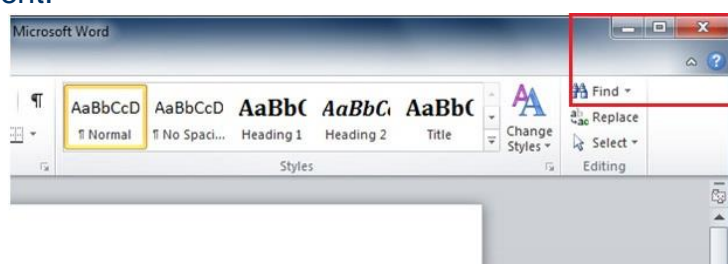 Microsoft Word
Find
AaBbCcD AaBbCcD AaBb( AaBbC AaBb(
Replace
¶ Normal ¶ No Spaci... Heading 1 Heading 2 Title Change Styles
Select
Styles Editing